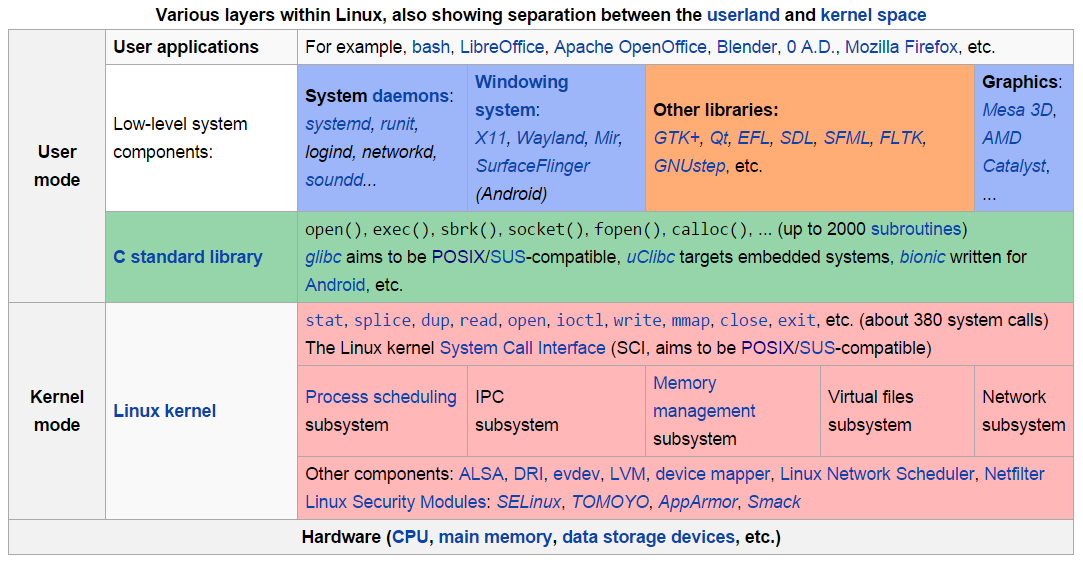 Various layers within Linux, also showing separation between the userland and kernel space
User mode
User applications
For example, bash, LibreOffice, Apache OpenOffice, Blender, 0 A.D., Mozilla Firefox, etc.
Low-level system
components:
System daemons:
systemd, runit,
logind, networkd,
soundd...
Windowing
system:
X11, Wayland, Mir,
SurfaceFlinger
(Android)
Other libraries:
GTK+, Qt, EFL, SDL, SFML, FLTK,
GNUstep, etc.
Graphics:
Mesa 3D,
AMD
Catalyst,
...
C standard library
open(), exec(), sbrk(), socket(), fopen(), calloc(), ... (up to 2000 subroutines)
glibc aims to be POSIX/SUS-compatible, uClibc targets embedded systems, bionic written for
Android, etc.
Kernel
mode
Linux kernel
stat, splice, dup, read, open, ioctl, write, mmap, close, exit, etc. (about 380 system calls)
The Linux kernel System Call Interface (SCI, aims to be POSIX/SUS-compatible)
Process scheduling
subsystem
IPC
subsystem
Memory
management
subsystem
Virtual files
subsystem
Network
subsystem
Other components: ALSA, DRI, evdev, LVM, device mapper, Linux Network Scheduler, Netfilter
Linux Security Modules: SELinux, TOMOYO, AppArmor, Smack
Hardware (CPU, main memory, data storage devices, etc.)